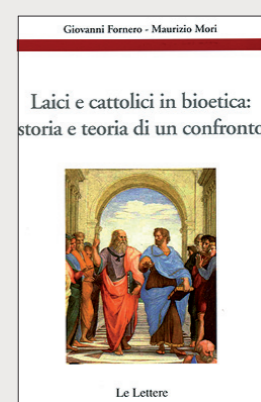 Giovanni Fornero - Maurizio Mori
Laici e cattolici in bioetica:
storia e teoria di un confronto
Le Lettere